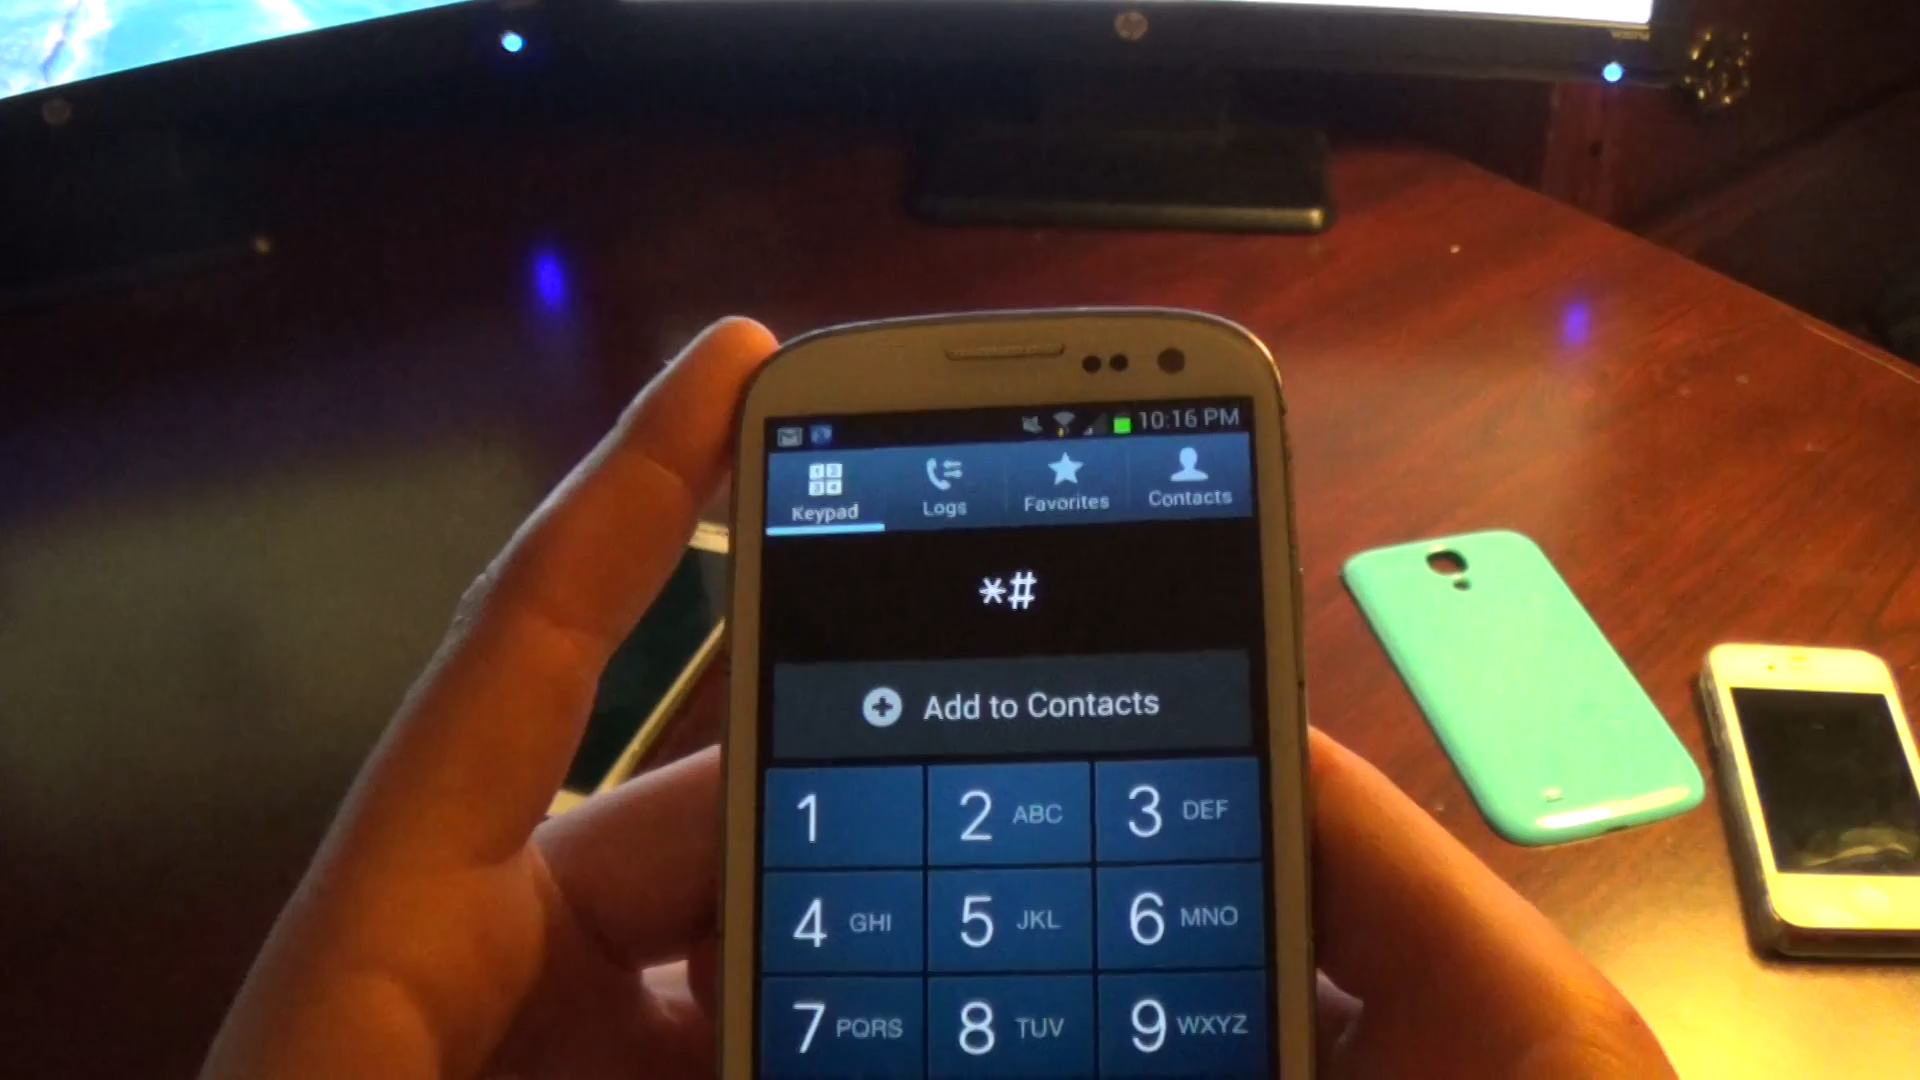 10:16 PM
Keypad
Logs
Favorites
Contacts
*#
Add to Contacts
1
2 ABC
3 DEF
4 GHI
5 JKL
6 MNO
7 PQRS
8 TUV
9 WXYZ